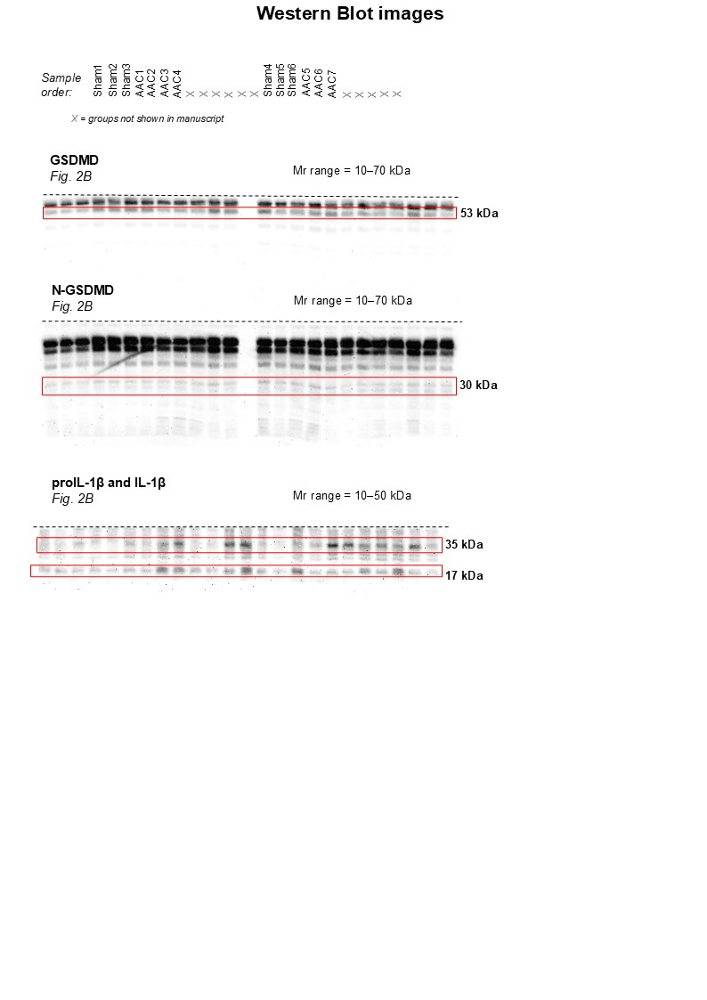 Western Blot images
Sample order: Sham1 Sham2 Sham3 AAC1 AAC2 AAC3 AAC4 X X X X X X Sham4 Sham5 Sham6 AAC5 AAC6 AAC7 X X X X X
X = groups not shown in manuscript
GSDMD
Fig. 2B
Mr range = 10–70 kDa
53 kDa
N-GSDMD
Fig. 2B
Mr range = 10–70 kDa
30 kDa
proIL-1β and IL-1β
Fig. 2B
Mr range = 10–50 kDa
35 kDa
17 kDa